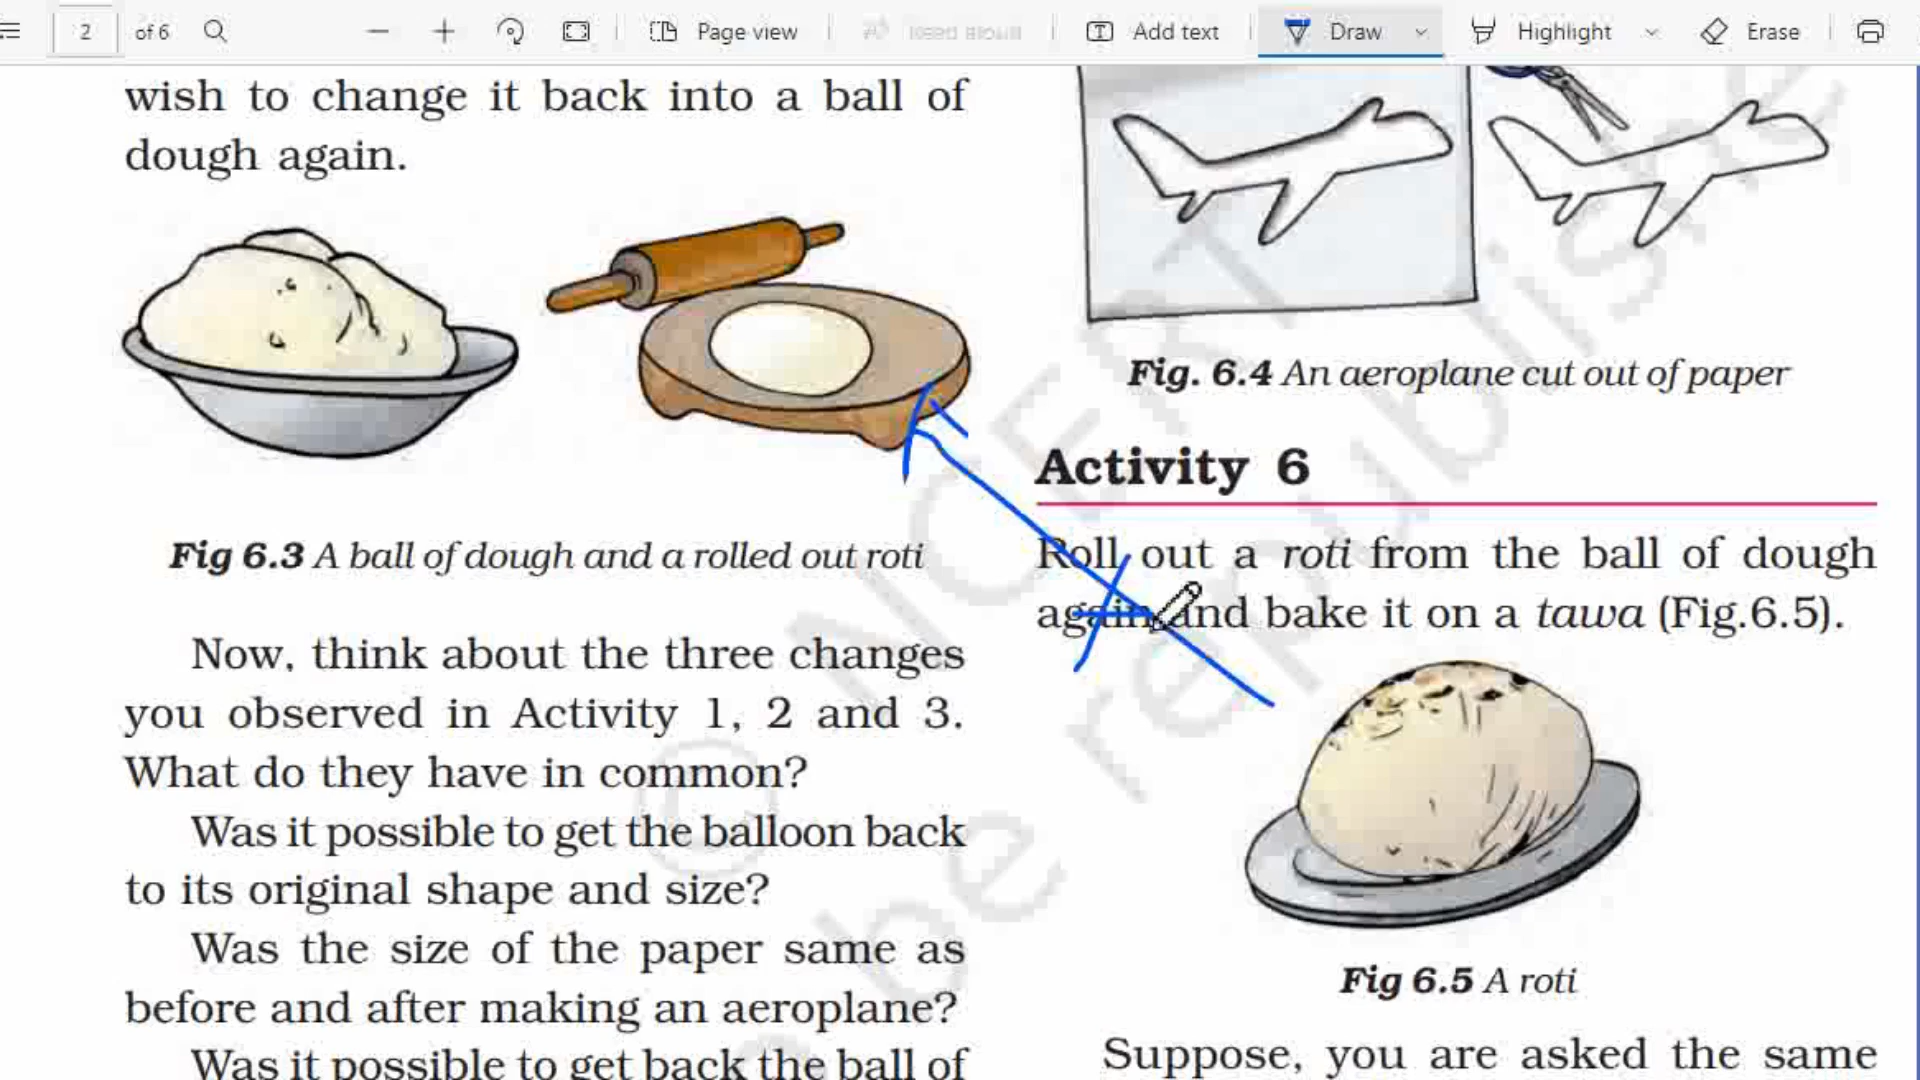 2 of 6 Page view Read aloud Add text Draw Highlight Erase
wish to change it back into a ball of
dough again.
Fig 6.3 A ball of dough and a rolled out roti
Now, think about the three changes
you observed in Activity 1, 2 and 3.
What do they have in common?
Was it possible to get the balloon back
to its original shape and size?
Was the size of the paper same as
before and after making an aeroplane?
Was it possible to get back the ball of
Fig. 6.4 An aeroplane cut out of paper
Activity 6
Roll out a roti from the ball of dough
again and bake it on a tawa (Fig.6.5).
Fig 6.5 A roti
Suppose, you are asked the same
© NCERT
be republishe